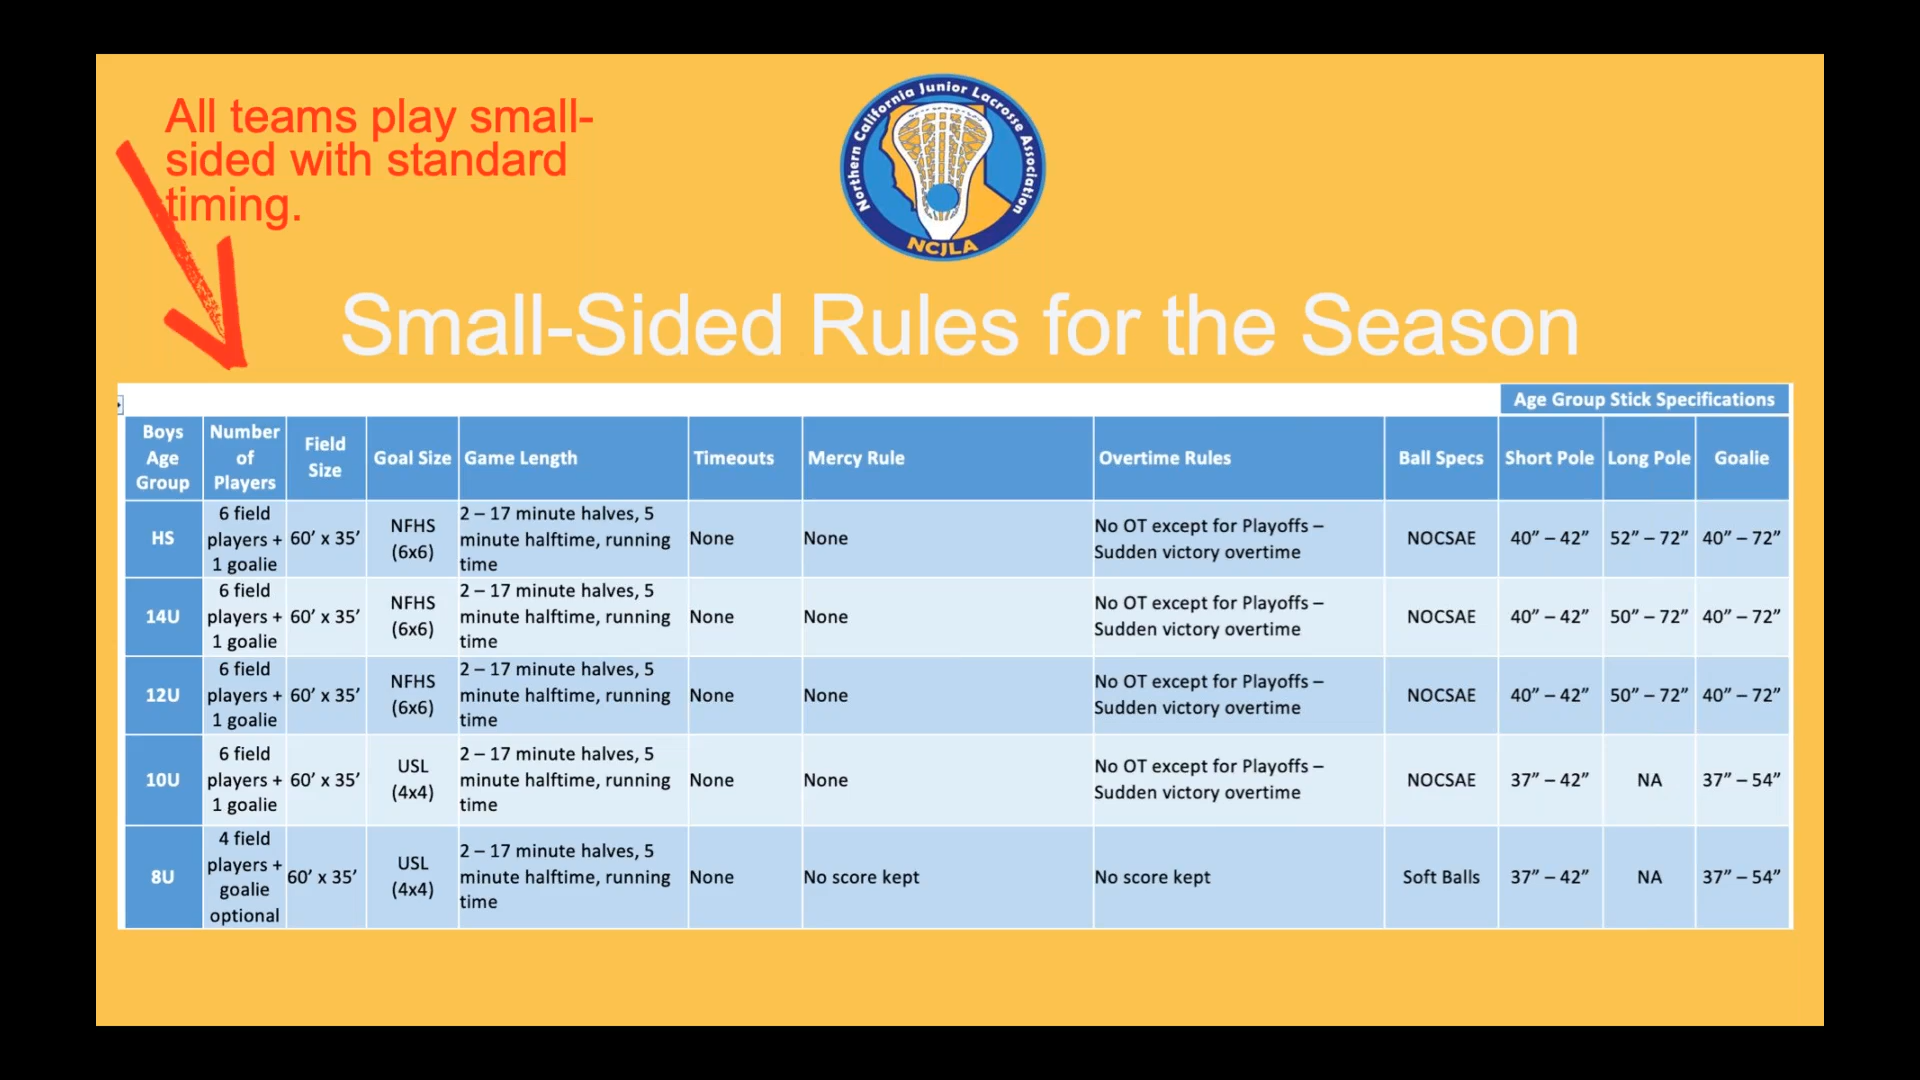 All teams play small-
sided with standard
timing.
Northern California Junior Lacrosse Association
NCJLA
Small-Sided Rules for the Season
Age Group Stick Specifications
Boys
Age
Group
Number
of
Players
Field
Size
Goal Size
Game Length
Timeouts
Mercy Rule
Overtime Rules
Ball Specs
Short Pole
Long Pole
Goalie
HS
6 field
players +
1 goalie
60’ x 35’
NFHS
(6x6)
2 – 17 minute halves, 5
minute halftime, running
time
None
None
No OT except for Playoffs –
Sudden victory overtime
NOCSAE
40” – 42”
52” – 72”
40” – 72”
14U
6 field
players +
1 goalie
60’ x 35’
NFHS
(6x6)
2 – 17 minute halves, 5
minute halftime, running
time
None
None
No OT except for Playoffs –
Sudden victory overtime
NOCSAE
40” – 42”
50” – 72”
40” – 72”
12U
6 field
players +
1 goalie
60’ x 35’
NFHS
(6x6)
2 – 17 minute halves, 5
minute halftime, running
time
None
None
No OT except for Playoffs –
Sudden victory overtime
NOCSAE
40” – 42”
50” – 72”
40” – 72”
10U
6 field
players +
1 goalie
60’ x 35’
USL
(4x4)
2 – 17 minute halves, 5
minute halftime, running
time
None
None
No OT except for Playoffs –
Sudden victory overtime
NOCSAE
37” – 42”
NA
37” – 54”
8U
4 field
players +
goalie
optional
60’ x 35’
USL
(4x4)
2 – 17 minute halves, 5
minute halftime, running
time
None
No score kept
No score kept
Soft Balls
37” – 42”
NA
37” – 54”